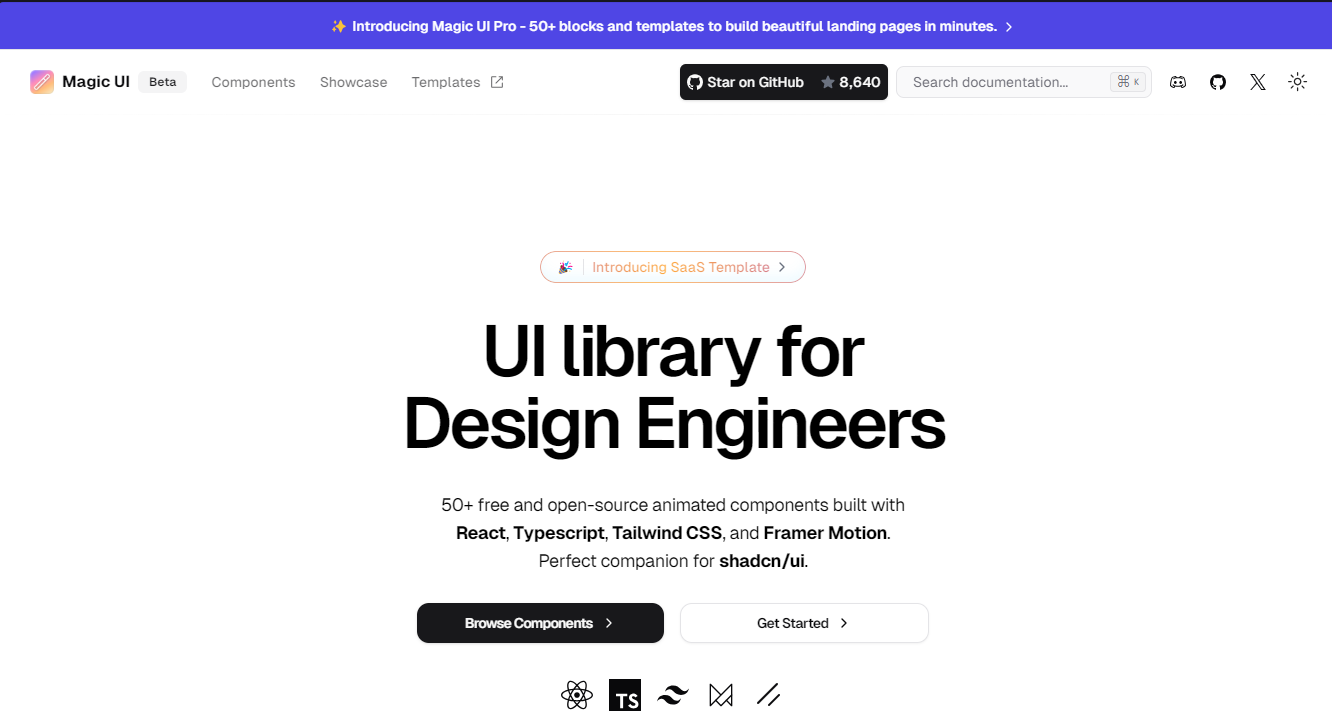 ✨ Introducing Magic UI Pro - 50+ blocks and templates to build beautiful landing pages in minutes.
Magic UI Beta Components Showcase Templates Star on GitHub 8,640 Search documentation... ⌘ K
🎉 Introducing SaaS Template
UI library for
Design Engineers
50+ free and open-source animated components built with
React, Typescript, Tailwind CSS, and Framer Motion.
Perfect companion for shadcn/ui.
Browse Components Get Started
TS